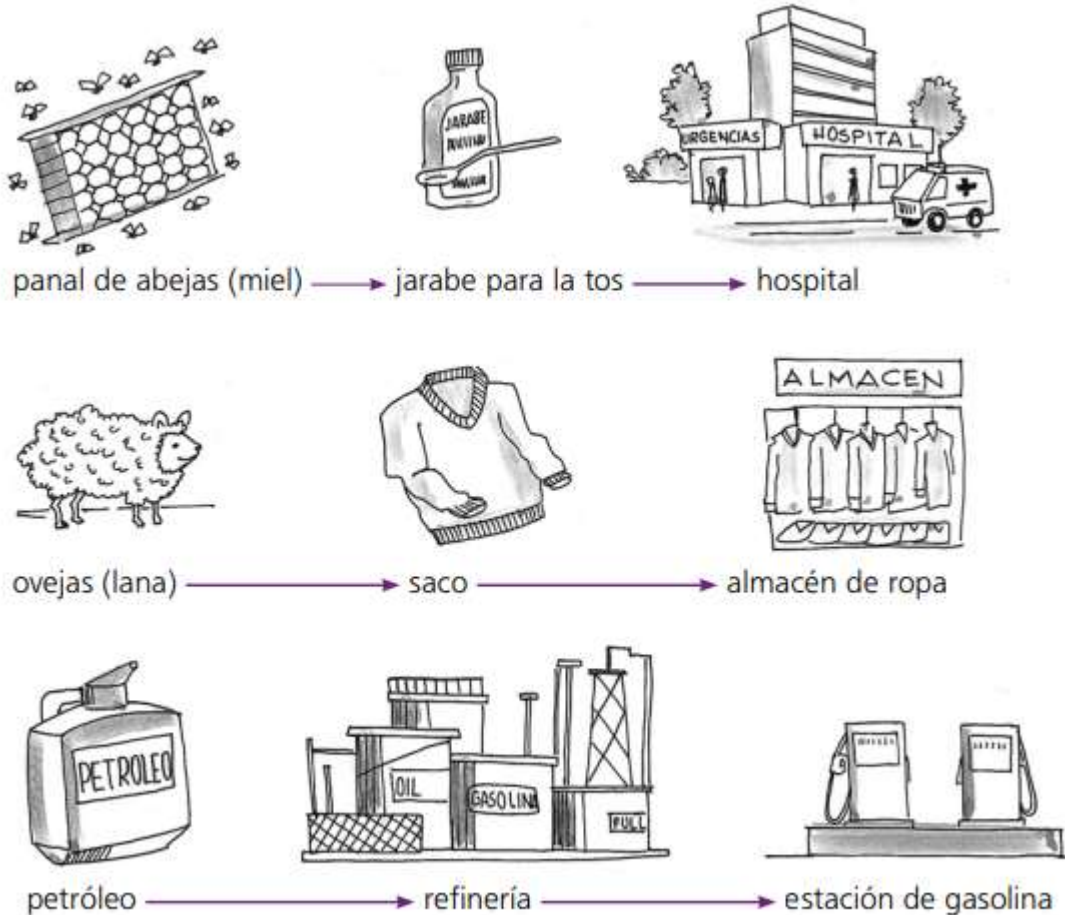 JARABE
URGENCIAS
HOSPITAL
panal de abejas (miel) → jarabe para la tos → hospital
ALMACEN
ovejas (lana) → saco → almacén de ropa
PETROLEO
OIL
GASOLINA
petróleo → refinería → estación de gasolina